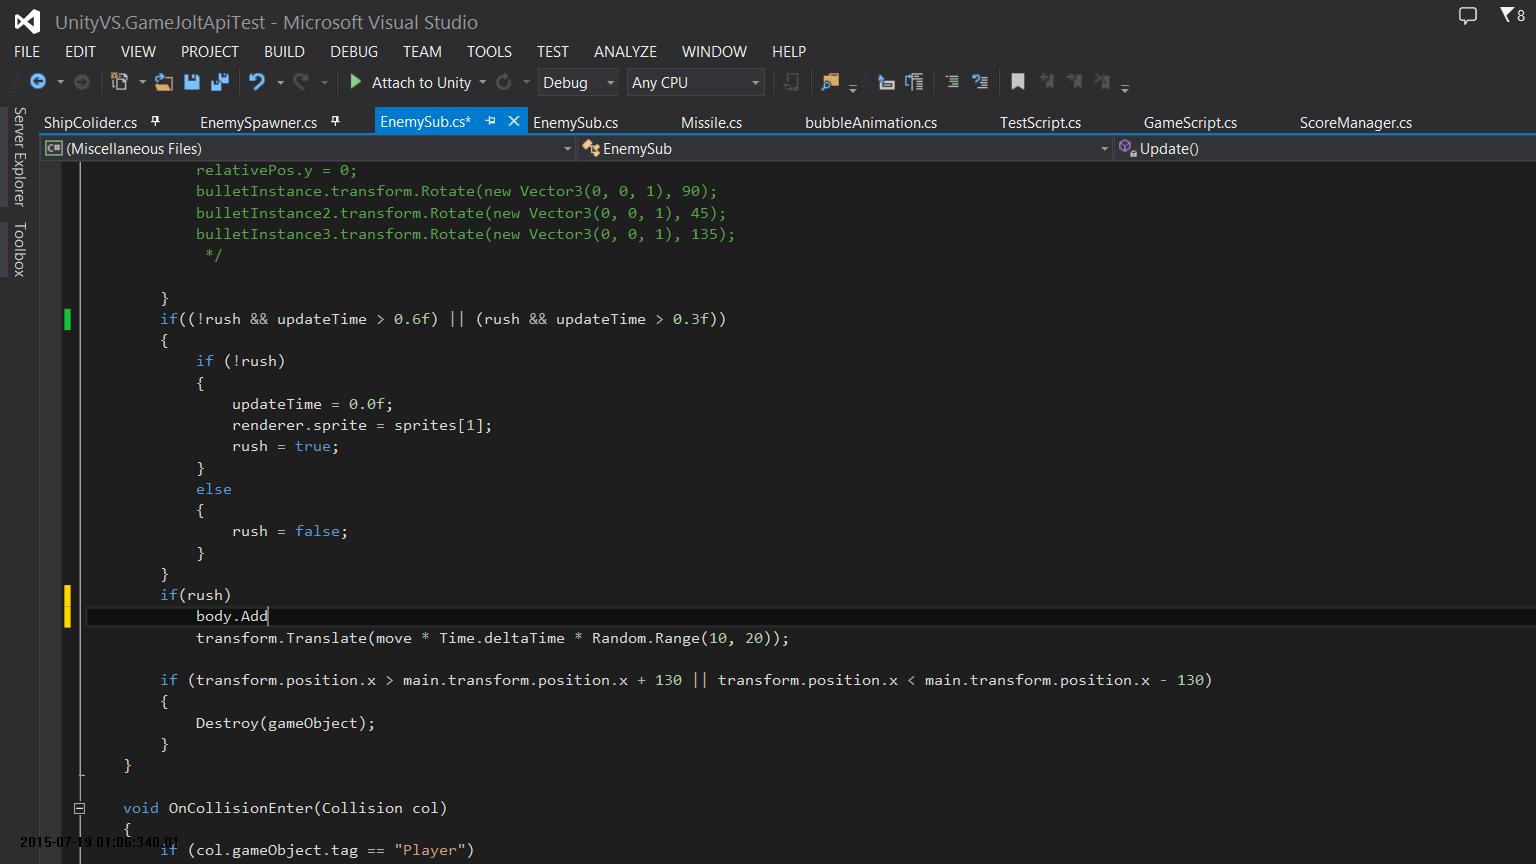 UnityVS.GameJoltApiTest - Microsoft Visual Studio
8
FILE EDIT VIEW PROJECT BUILD DEBUG TEAM TOOLS TEST ANALYZE WINDOW HELP
Attach to Unity Debug Any CPU
Server Explorer
Toolbox
ShipColider.cs EnemySpawner.cs EnemySub.cs* EnemySub.cs Missile.cs bubbleAnimation.cs TestScript.cs GameScript.cs ScoreManager.cs
C# (Miscellaneous Files) EnemySub Update()
relativePos.y = 0;
bulletInstance.transform.Rotate(new Vector3(0, 0, 1), 90);
bulletInstance2.transform.Rotate(new Vector3(0, 0, 1), 45);
bulletInstance3.transform.Rotate(new Vector3(0, 0, 1), 135);
*/
}
if((!rush && updateTime > 0.6f) || (rush && updateTime > 0.3f))
{
if (!rush)
{
updateTime = 0.0f;
renderer.sprite = sprites[1];
rush = true;
}
else
{
rush = false;
}
}
if(rush)
body.Add
transform.Translate(move * Time.deltaTime * Random.Range(10, 20));
if (transform.position.x > main.transform.position.x + 130 || transform.position.x < main.transform.position.x - 130)
{
Destroy(gameObject);
}
}
void OnCollisionEnter(Collision col)
{
2015-07-19 01:06:340.01
if (col.gameObject.tag == "Player")